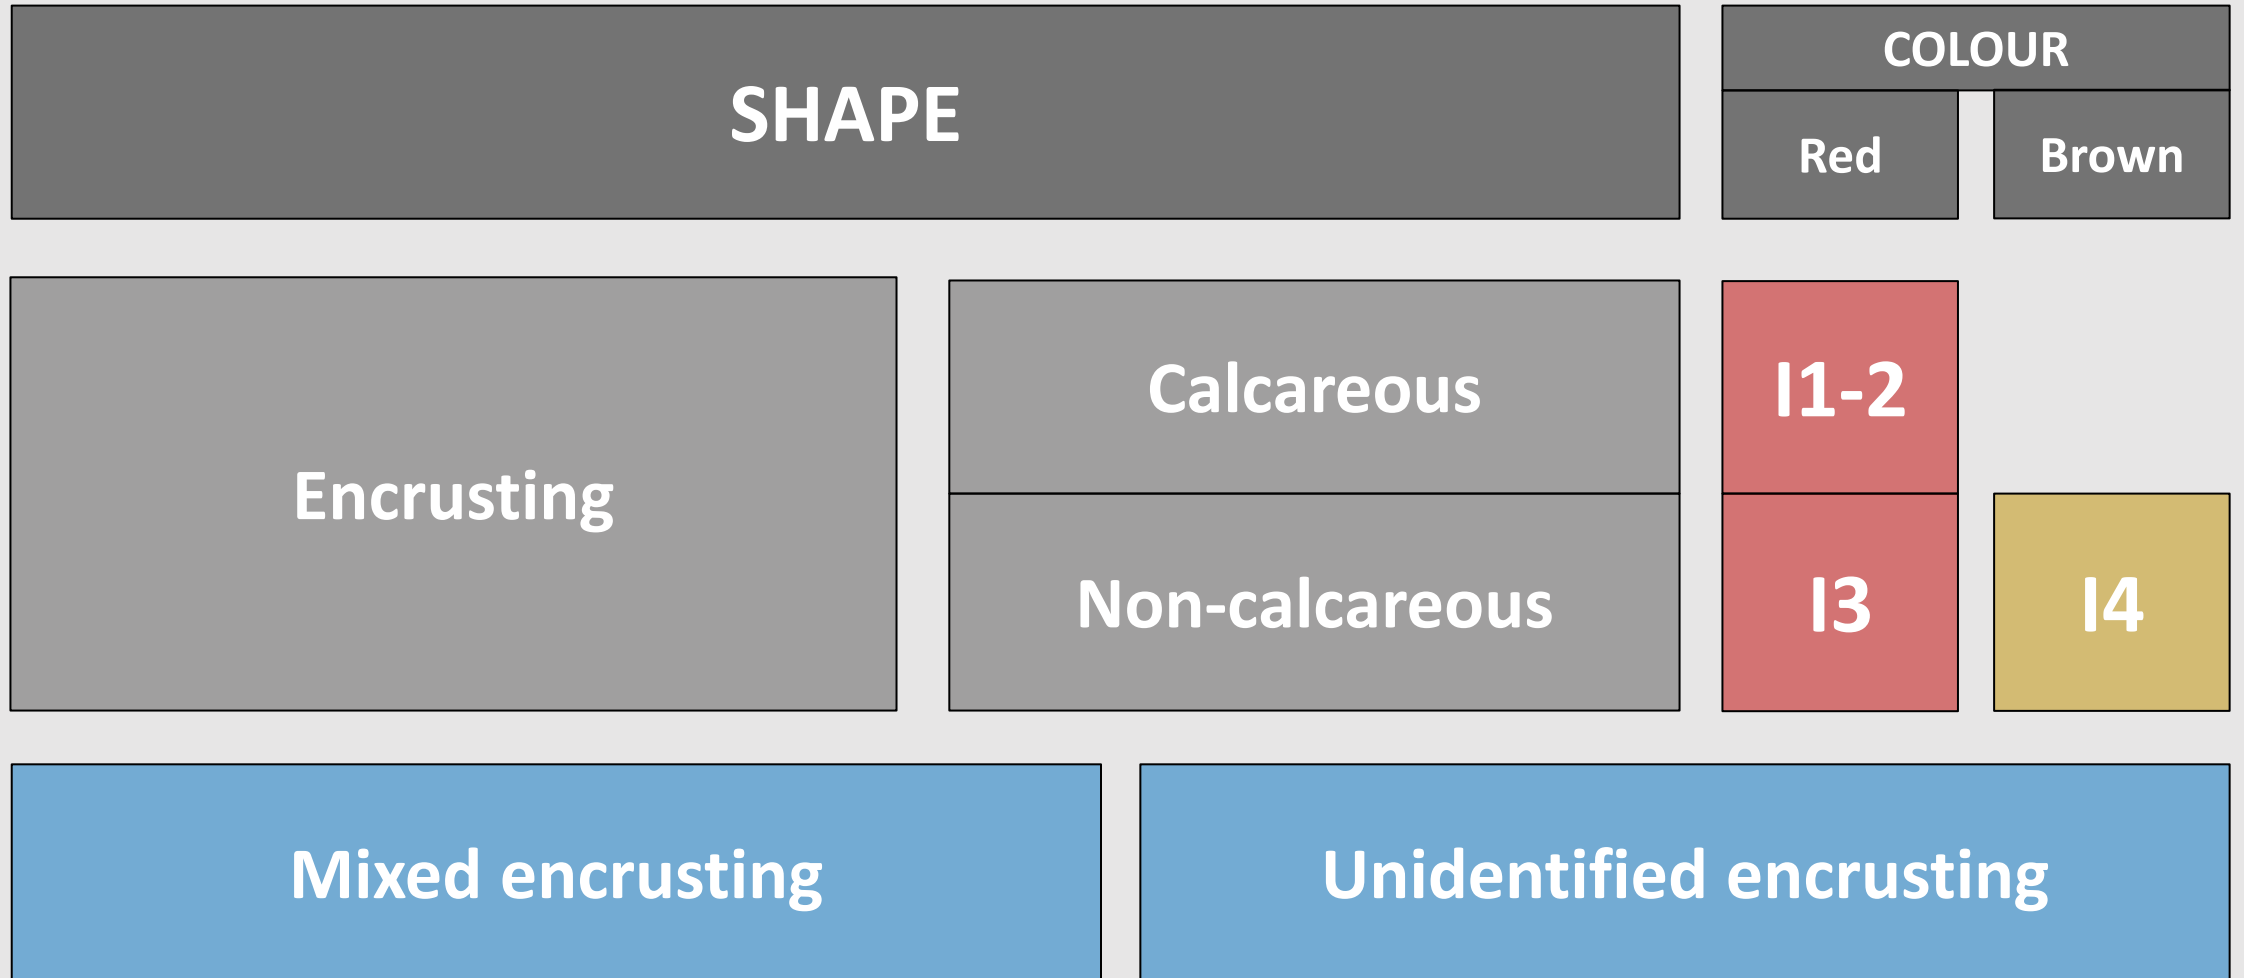 SHAPE
COLOUR
Red
Brown
Encrusting
Calcareous
I1-2
Non-calcareous
I3
I4
Mixed encrusting
Unidentified encrusting